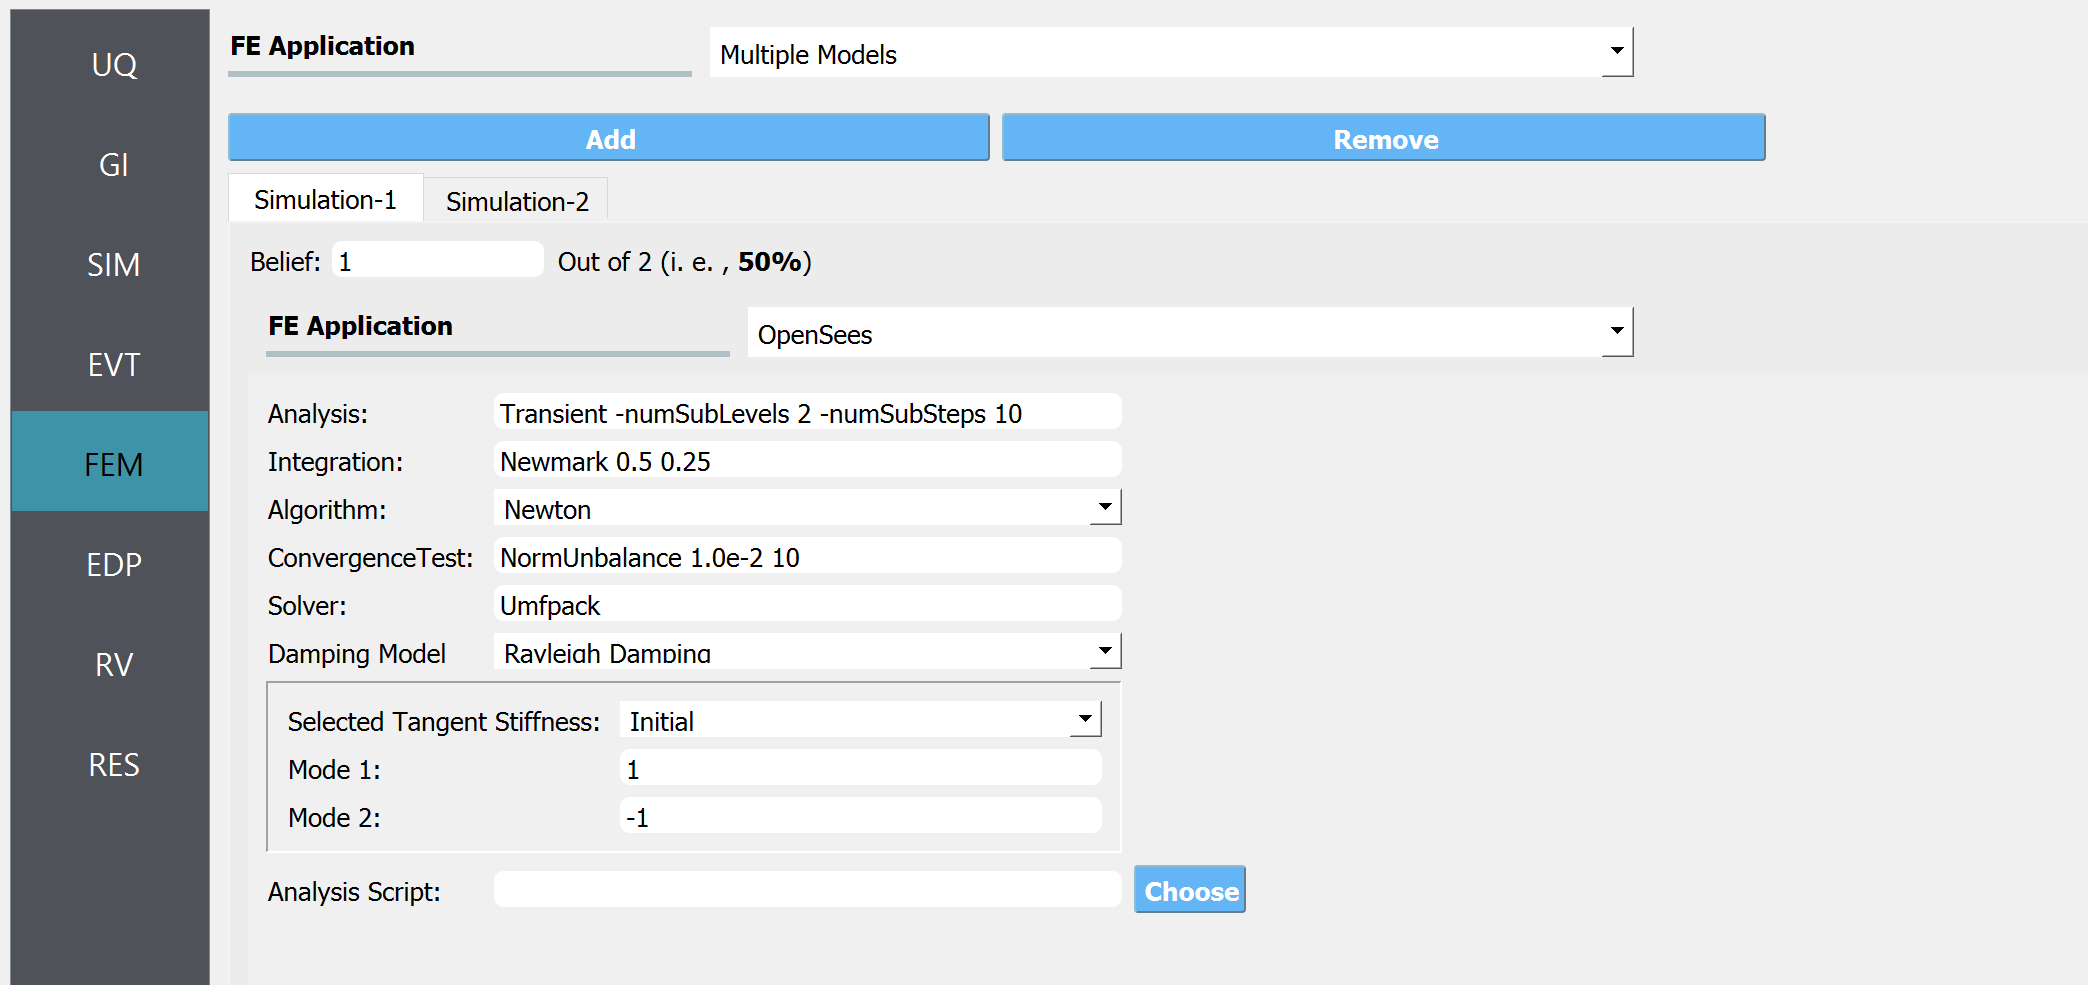 UQ
GI
SIM
EVT
FEM
EDP
RV
RES
FE Application
Multiple Models
Add
Remove
Simulation-1
Simulation-2
Belief: 1 Out of 2 (i. e. , 50%)
FE Application
OpenSees
Analysis: Transient -numSubLevels 2 -numSubSteps 10
Integration: Newmark 0.5 0.25
Algorithm: Newton
ConvergenceTest: NormUnbalance 1.0e-2 10
Solver: Umfpack
Damping Model Rayleigh Damping
Selected Tangent Stiffness: Initial
Mode 1: 1
Mode 2: -1
Analysis Script: Choose